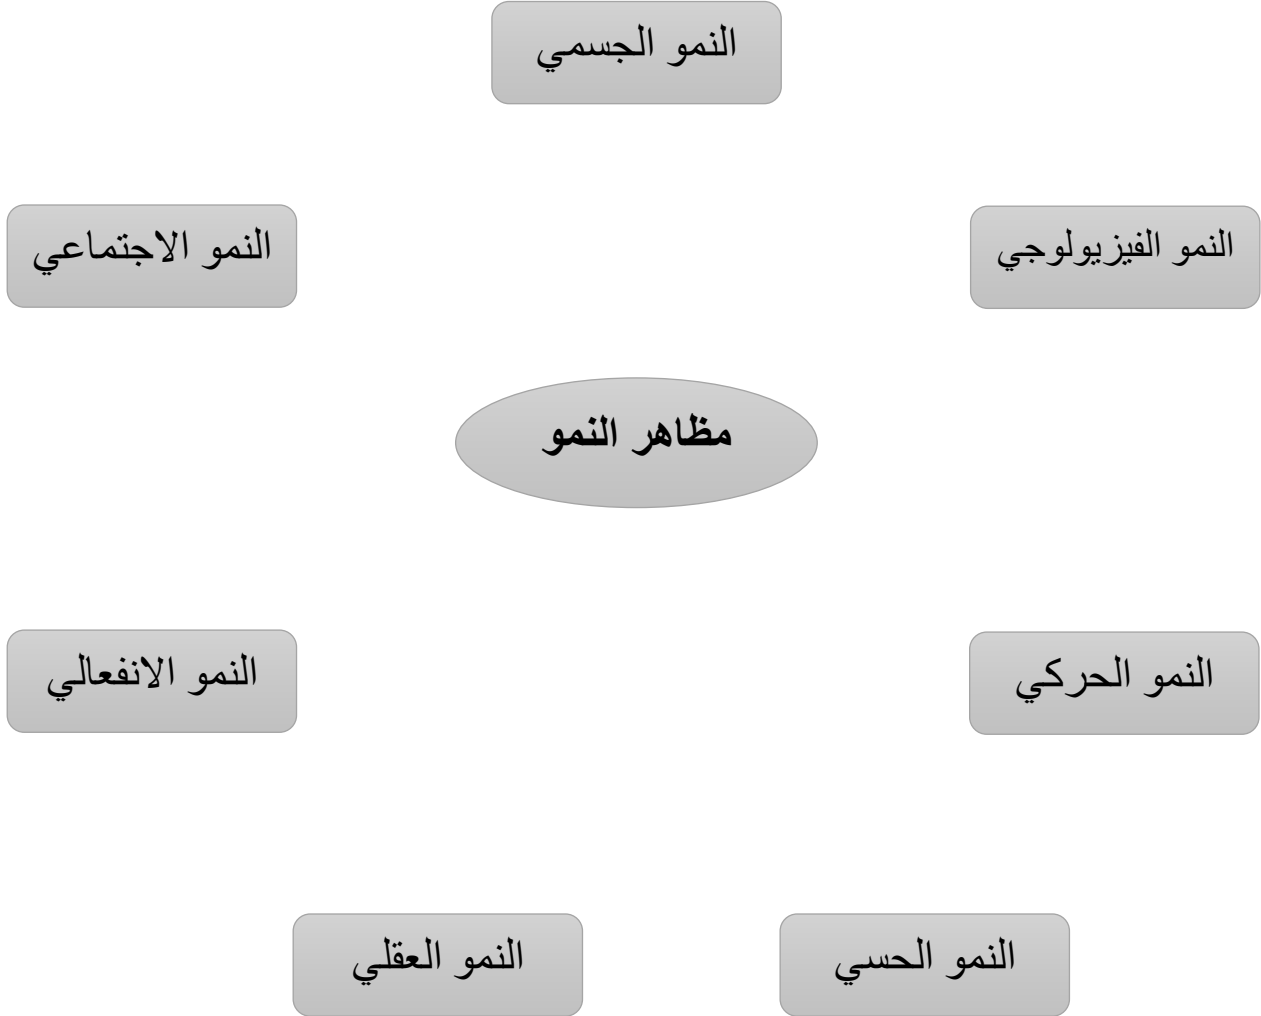 النمو الجسمي
النمو الفيزيولوجي
النمو الاجتماعي
مظاهر النمو
النمو الحركي
النمو الانفعالي
النمو الحسي
النمو العقلي